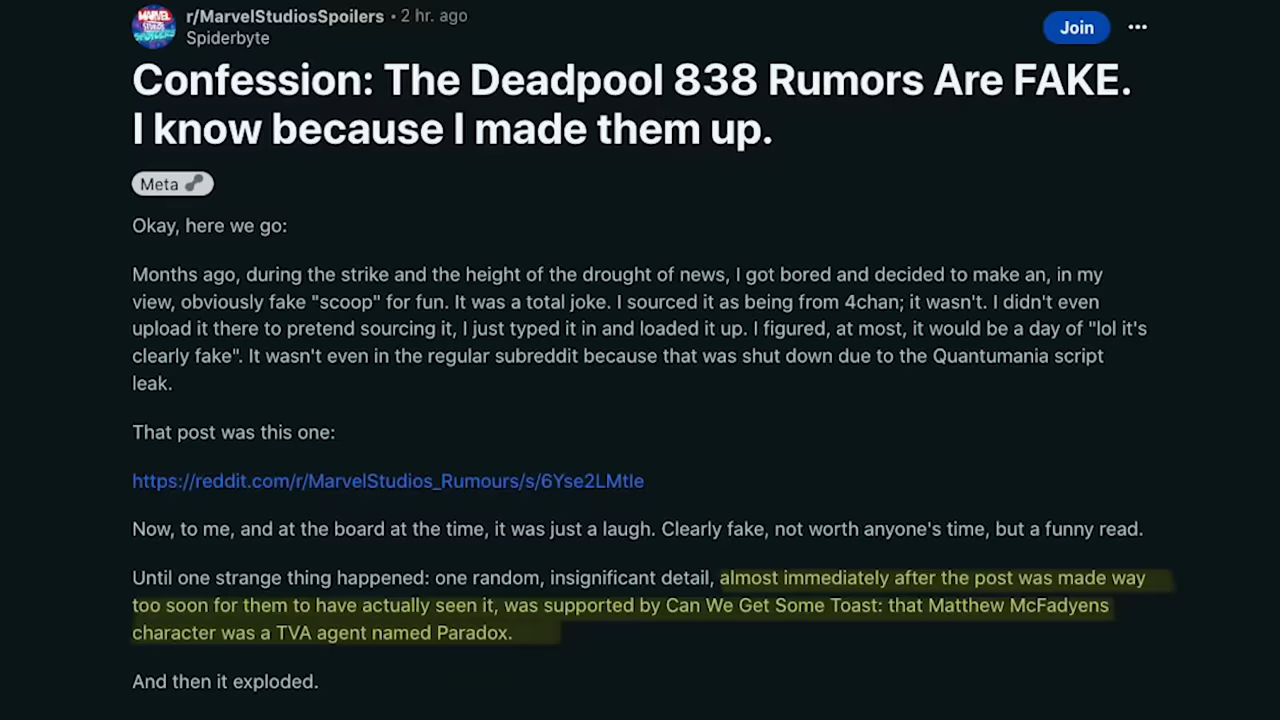 r/MarvelStudiosSpoilers • 2 hr. ago
Spiderbyte
Join
Confession: The Deadpool 838 Rumors Are FAKE.
I know because I made them up.
Meta
Okay, here we go:
Months ago, during the strike and the height of the drought of news, I got bored and decided to make an, in my
view, obviously fake "scoop" for fun. It was a total joke. I sourced it as being from 4chan; it wasn't. I didn't even
upload it there to pretend sourcing it, I just typed it in and loaded it up. I figured, at most, it would be a day of "lol it's
clearly fake". It wasn't even in the regular subreddit because that was shut down due to the Quantumania script
leak.
That post was this one:
https://reddit.com/r/MarvelStudios_Rumours/s/6Yse2LMtIe
Now, to me, and at the board at the time, it was just a laugh. Clearly fake, not worth anyone's time, but a funny read.
Until one strange thing happened: one random, insignificant detail, almost immediately after the post was made way
too soon for them to have actually seen it, was supported by Can We Get Some Toast: that Matthew McFadyens
character was a TVA agent named Paradox.
And then it exploded.